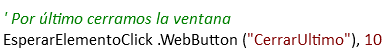 ' Por último cerramos la ventana
EsperarElementoClick .WebButton ("CerrarUltimo"), 10